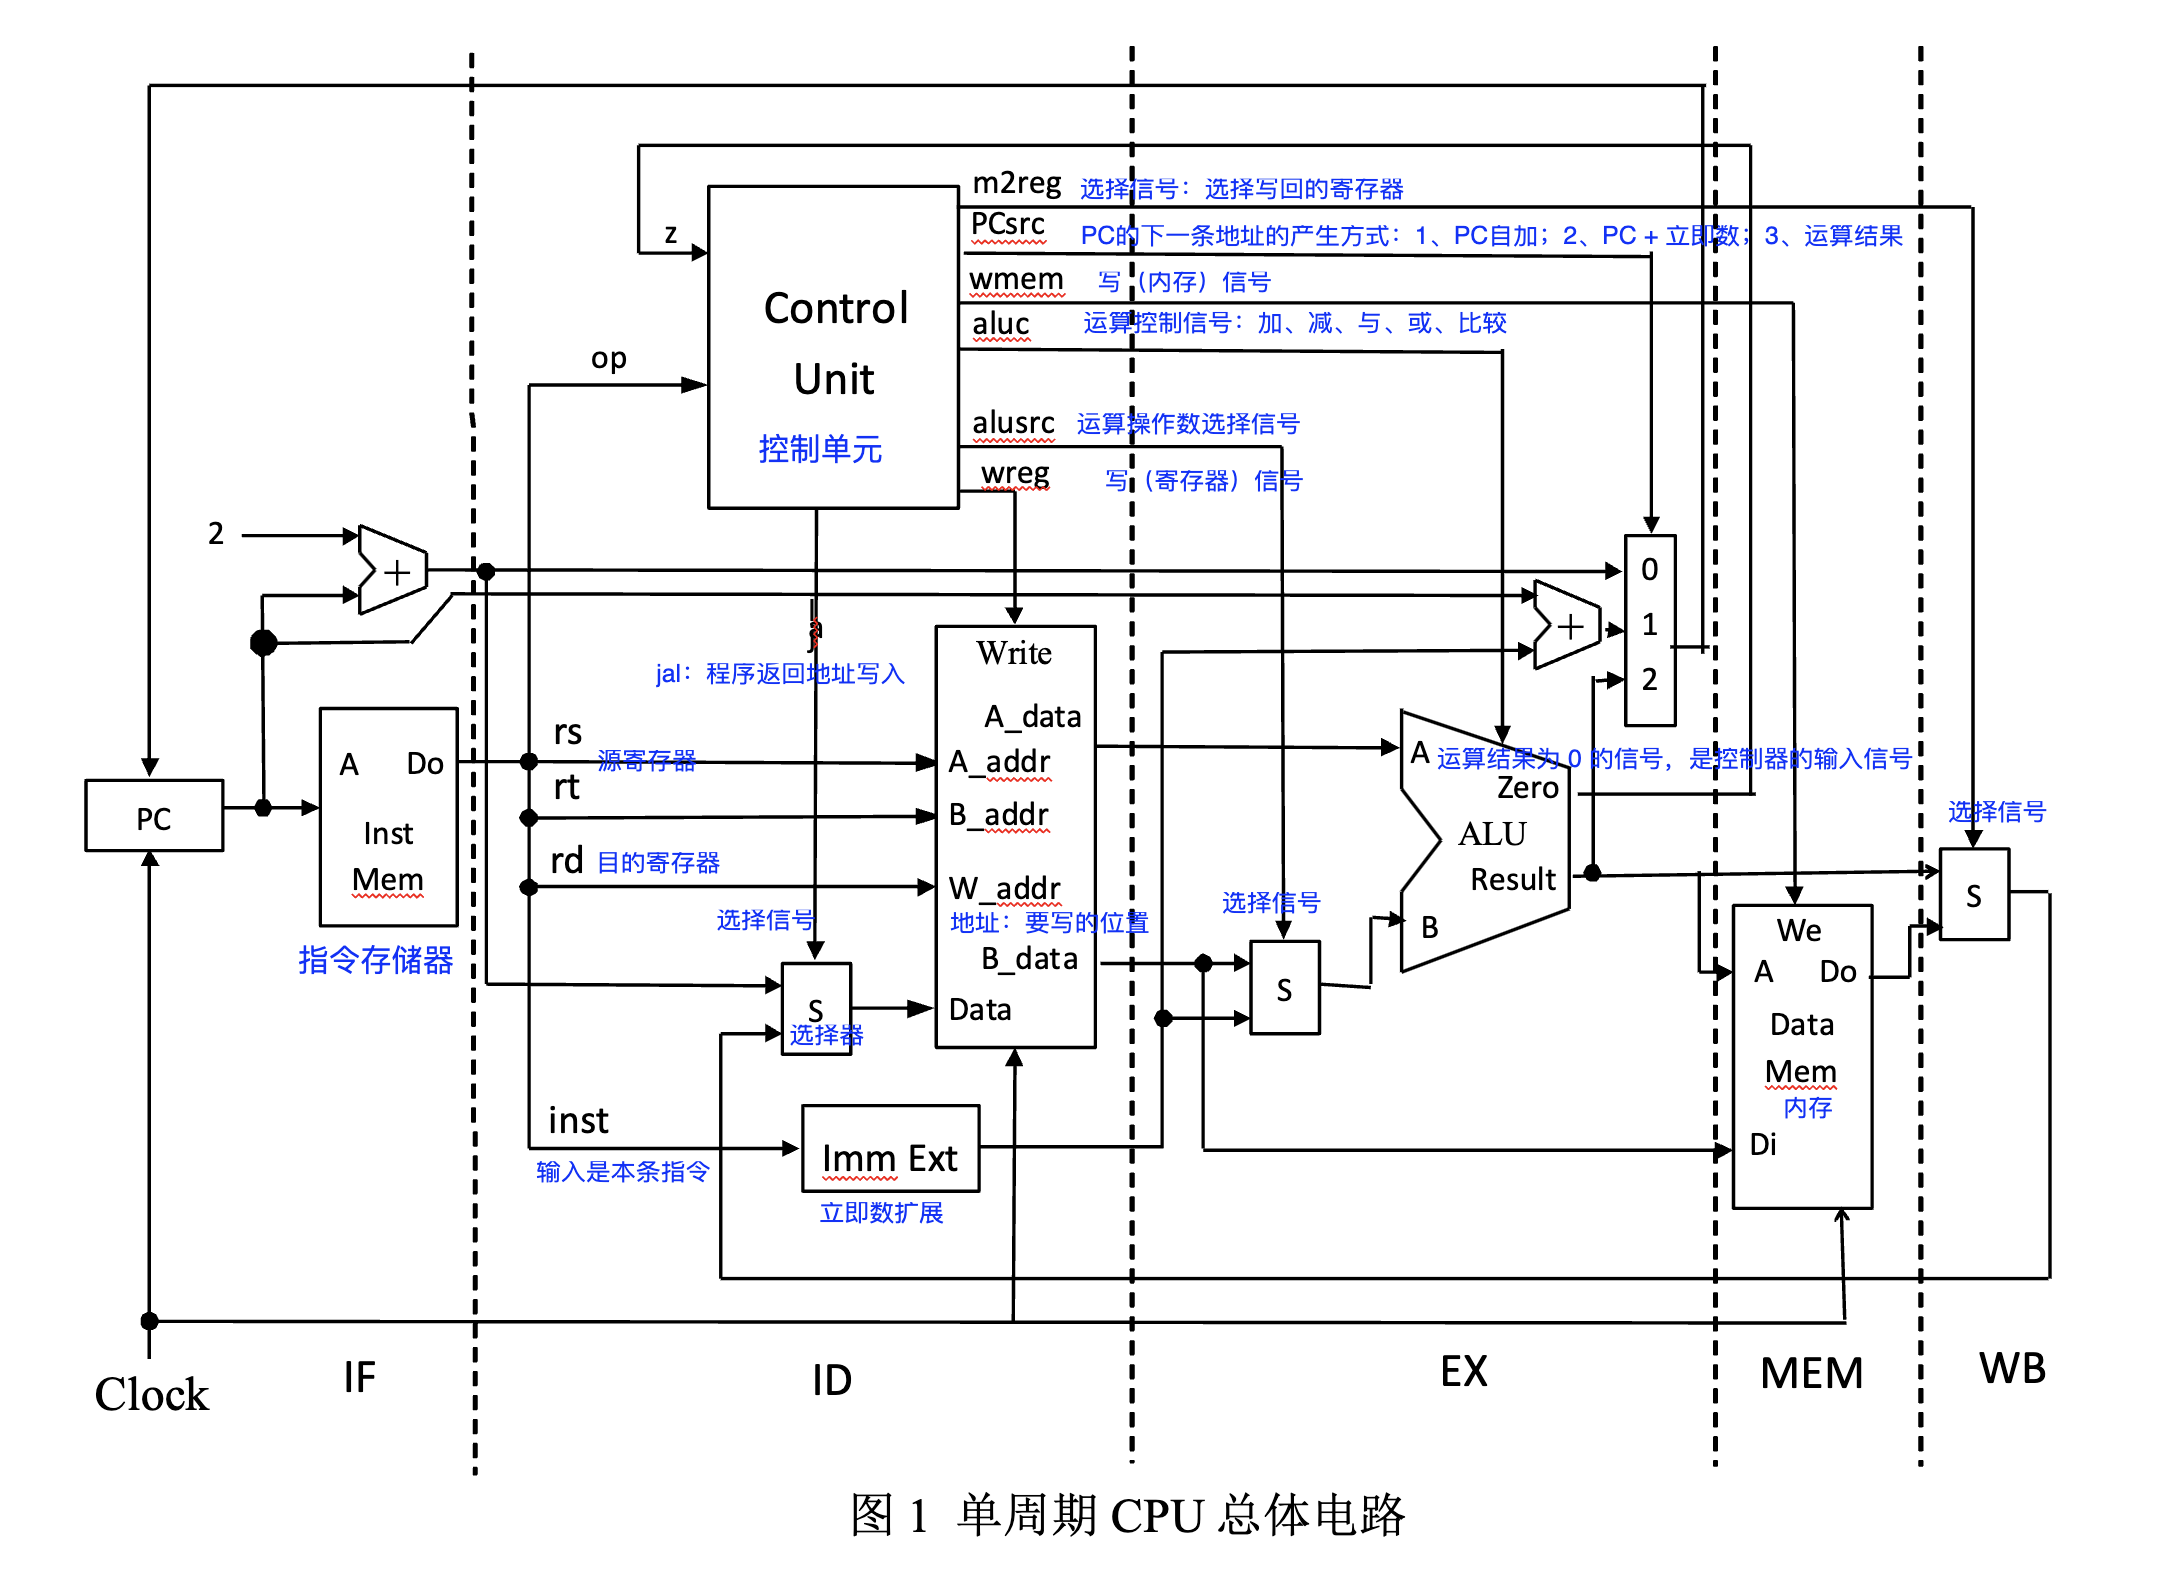 m2reg 选择信号：选择写回的寄存器
PCsrc PC的下一条地址的产生方式：1、PC自加；2、PC + 立即数；3、运算结果
z
wmem 写（内存）信号
Control
aluc 运算控制信号：加、减、与、或、比较
op
Unit
alusrc 运算操作数选择信号
控制单元
wreg 写（寄存器）信号
2
+
0
+
1
2
Write
jal：程序返回地址写入
A_data
rs
源寄存器
A Do
A_addr
A 运算结果为 0 的信号，是控制器的输入信号
rt
Zero
PC
B_addr
选择信号
Inst
ALU
rd 目的寄存器
Mem
W_addr
Result
S
选择信号
地址：要写的位置
选择信号
B
We
指令存储器
B_data
A Do
S
S
Data
选择器
Data
Mem
inst
内存
Imm Ext
Di
输入是本条指令
立即数扩展
Clock
IF
ID
EX
MEM
WB
图 1 单周期 CPU 总体电路